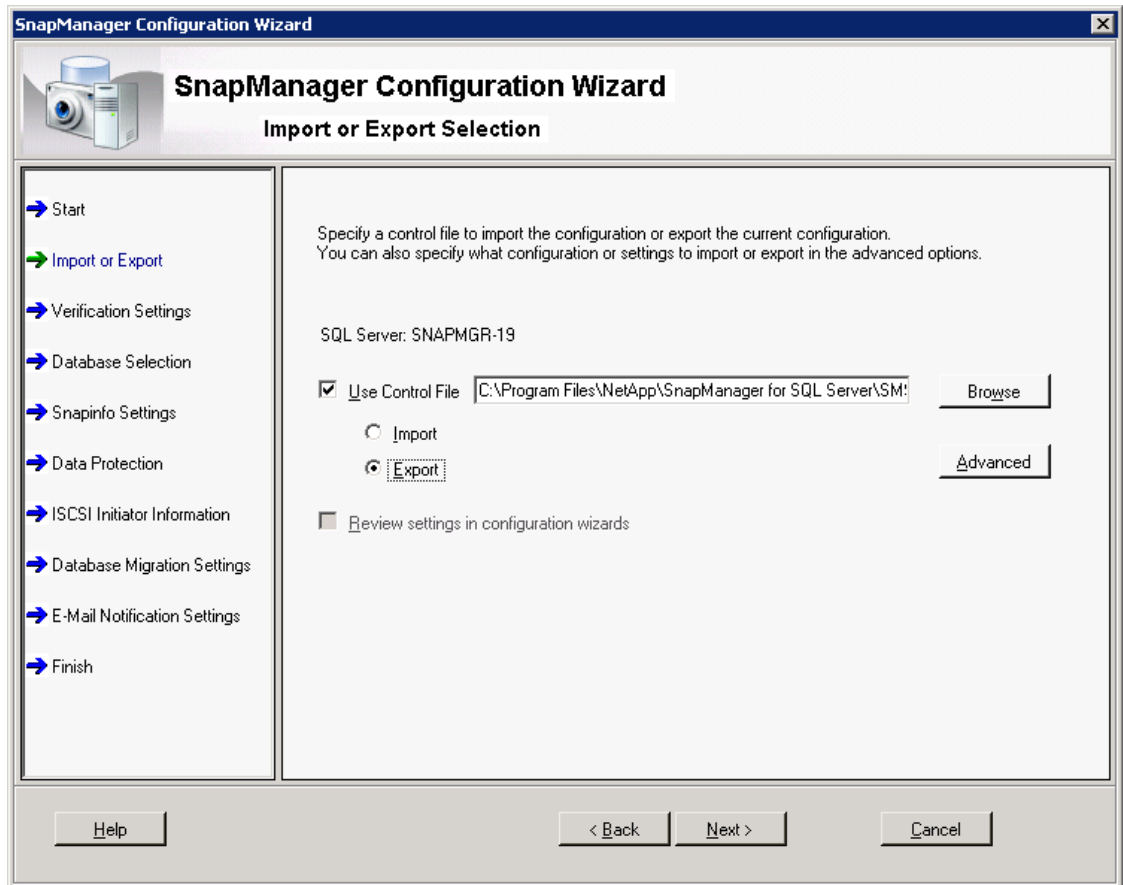 SnapManager Configuration Wizard
SnapManager Configuration Wizard
Import or Export Selection
Start
Import or Export
Verification Settings
Database Selection
Snapinfo Settings
Data Protection
ISCSI Initiator Information
Database Migration Settings
E-Mail Notification Settings
Finish
Specify a control file to import the configuration or export the current configuration.
You can also specify what configuration or settings to import or export in the advanced options.
SQL Server: SNAPMGR-19
Use Control File C:\Program Files\NetApp\SnapManager for SQL Server\SM Browse
Import
Export Advanced
Review settings in configuration wizards
Help < Back Next > Cancel